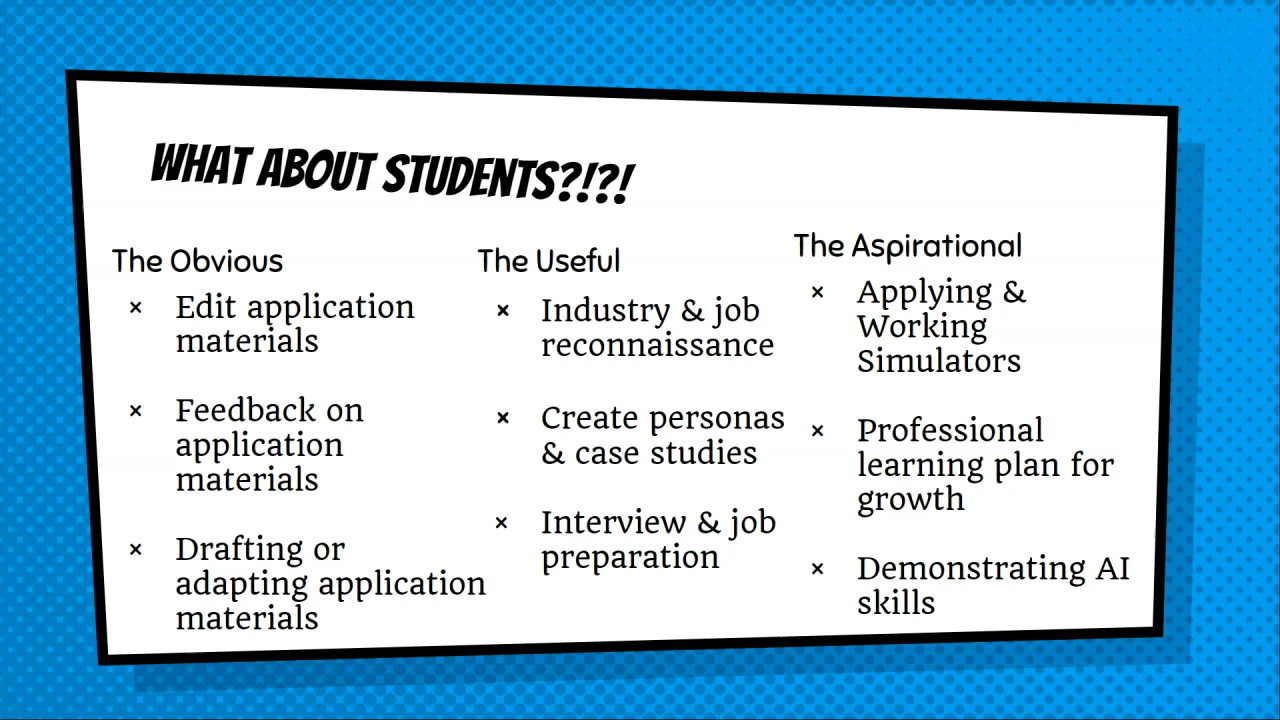 WHAT ABOUT STUDENTS?!?!
The Obvious
× Edit application
materials
× Feedback on
application
materials
× Drafting or
adapting application
materials
The Useful
× Industry & job
reconnaissance
× Create personas
& case studies
× Interview & job
preparation
The Aspirational
× Applying &
Working
Simulators
× Professional
learning plan for
growth
× Demonstrating AI
skills